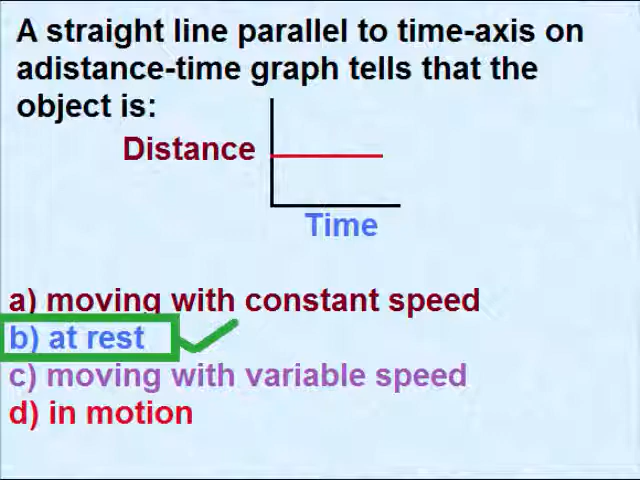 A straight line parallel to time-axis on
adistance-time graph tells that the
object is:
Distance
Time
a) moving with constant speed
b) at rest
c) moving with variable speed
d) in motion